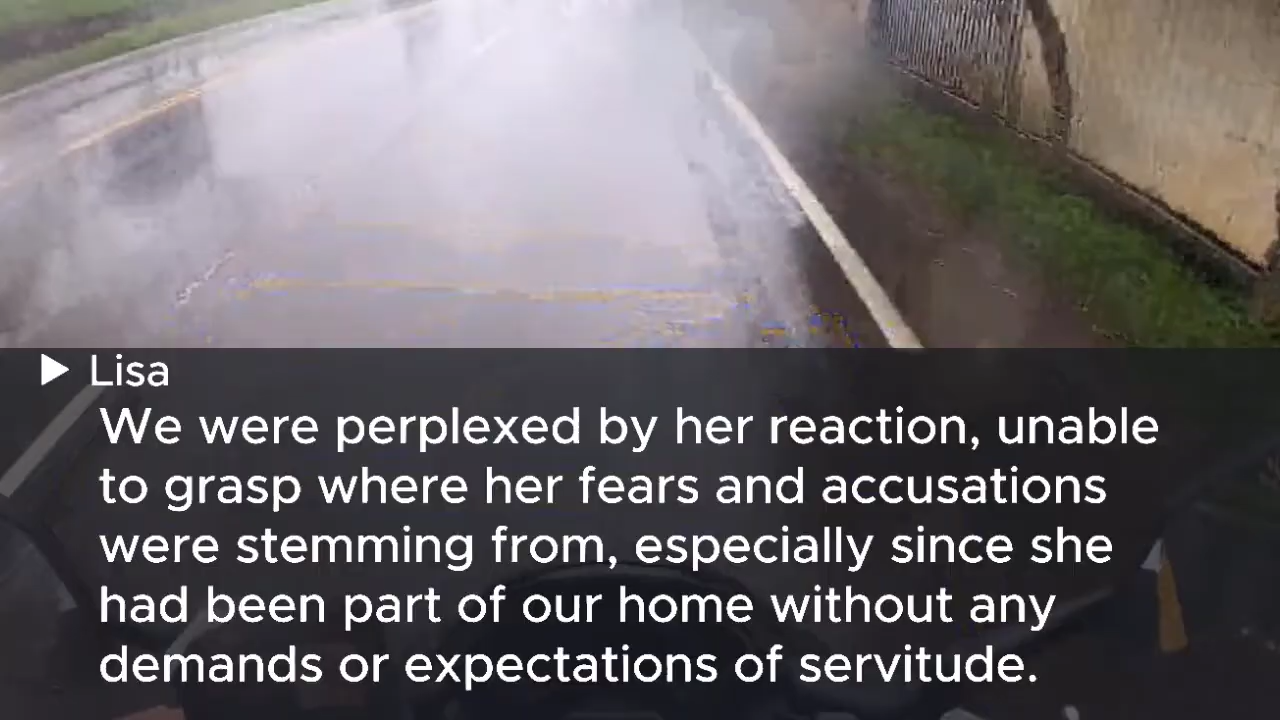 Lisa
We were perplexed by her reaction, unable
to grasp where her fears and accusations
were stemming from, especially since she
had been part of our home without any
demands or expectations of servitude.